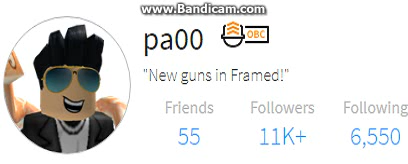 www.Bandicam.com
pa00 OBC
"New guns in Framed!"
Friends Followers Following
55 11K+ 6,550